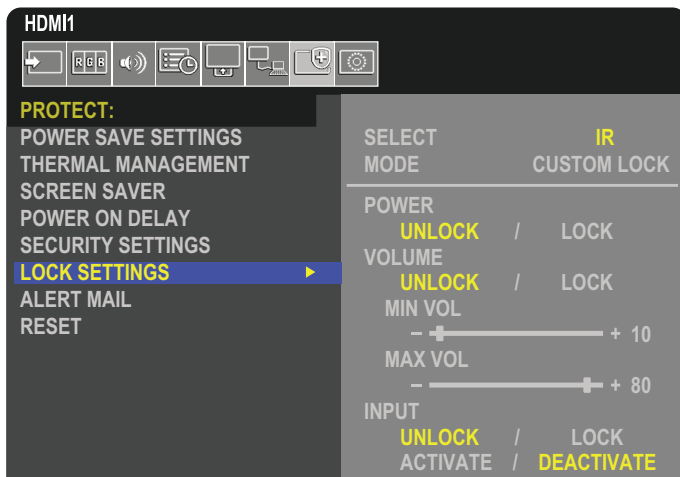 HDMI1
R G B
PROTECT:
POWER SAVE SETTINGS
THERMAL MANAGEMENT
SCREEN SAVER
POWER ON DELAY
SECURITY SETTINGS
LOCK SETTINGS
ALERT MAIL
RESET
SELECT IR
MODE CUSTOM LOCK
POWER
UNLOCK / LOCK
VOLUME
UNLOCK / LOCK
MIN VOL
– + 10
MAX VOL
– + 80
INPUT
UNLOCK / LOCK
ACTIVATE / DEACTIVATE